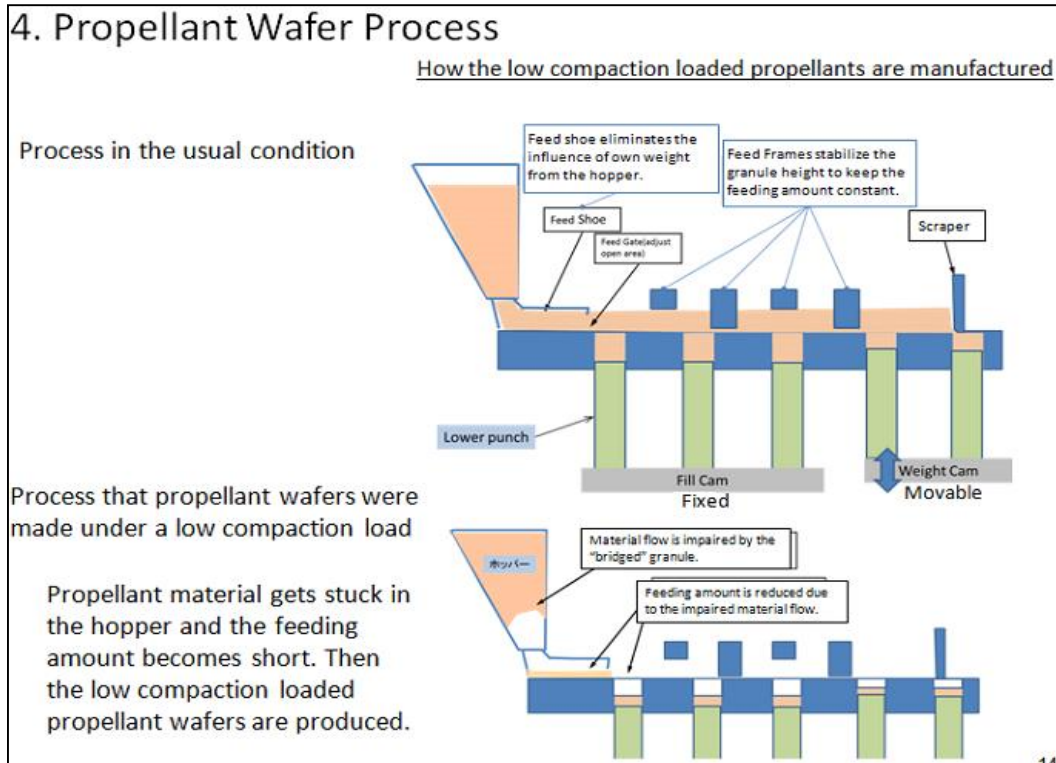 4. Propellant Wafer Process
How the low compaction loaded propellants are manufactured
Process in the usual condition
Feed shoe eliminates the
influence of own weight
from the hopper.
Feed Frames stabilize the
granule height to keep the
feeding amount constant.
Feed Shoe
Feed Gate(adjust
open area)
Scraper
Lower punch
Fill Cam
Fixed
Weight Cam
Movable
Process that propellant wafers were
made under a low compaction load
ホッパー
Material flow is impaired by the
“bridged” granule.
Feeding amount is reduced due
to the impaired material flow.
Propellant material gets stuck in
the hopper and the feeding
amount becomes short. Then
the low compaction loaded
propellant wafers are produced.